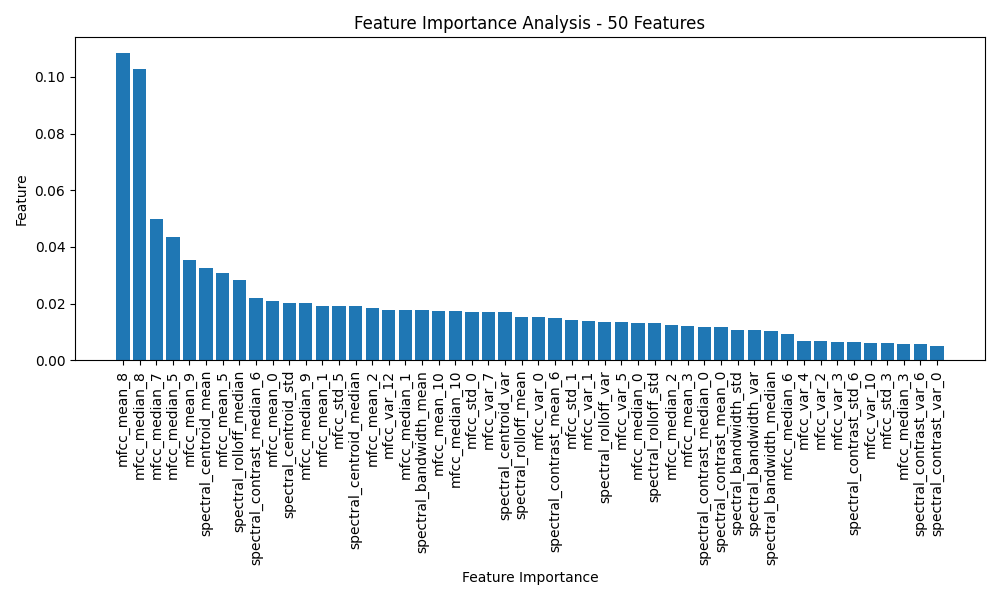 Feature Importance Analysis - 50 Features
Feature
0.10
0.08
0.06
0.04
0.02
0.00
mfcc_mean_8
mfcc_median_8
mfcc_median_7
mfcc_median_5
mfcc_mean_9
spectral_centroid_mean
mfcc_mean_5
spectral_rolloff_median
spectral_contrast_median_6
mfcc_mean_0
spectral_centroid_std
mfcc_median_9
mfcc_mean_1
mfcc_std_5
spectral_centroid_median
mfcc_mean_2
mfcc_var_12
mfcc_median_1
spectral_bandwidth_mean
mfcc_mean_10
mfcc_median_10
mfcc_std_0
mfcc_var_7
spectral_centroid_var
spectral_rolloff_mean
mfcc_var_0
spectral_contrast_mean_6
mfcc_std_1
mfcc_var_1
spectral_rolloff_var
mfcc_var_5
mfcc_median_0
spectral_rolloff_std
mfcc_median_2
mfcc_mean_3
spectral_contrast_median_0
spectral_contrast_mean_0
spectral_bandwidth_std
spectral_bandwidth_var
spectral_bandwidth_median
mfcc_median_6
mfcc_var_4
mfcc_var_2
mfcc_var_3
spectral_contrast_std_6
mfcc_var_10
mfcc_std_3
mfcc_median_3
spectral_contrast_var_6
spectral_contrast_var_0
Feature Importance